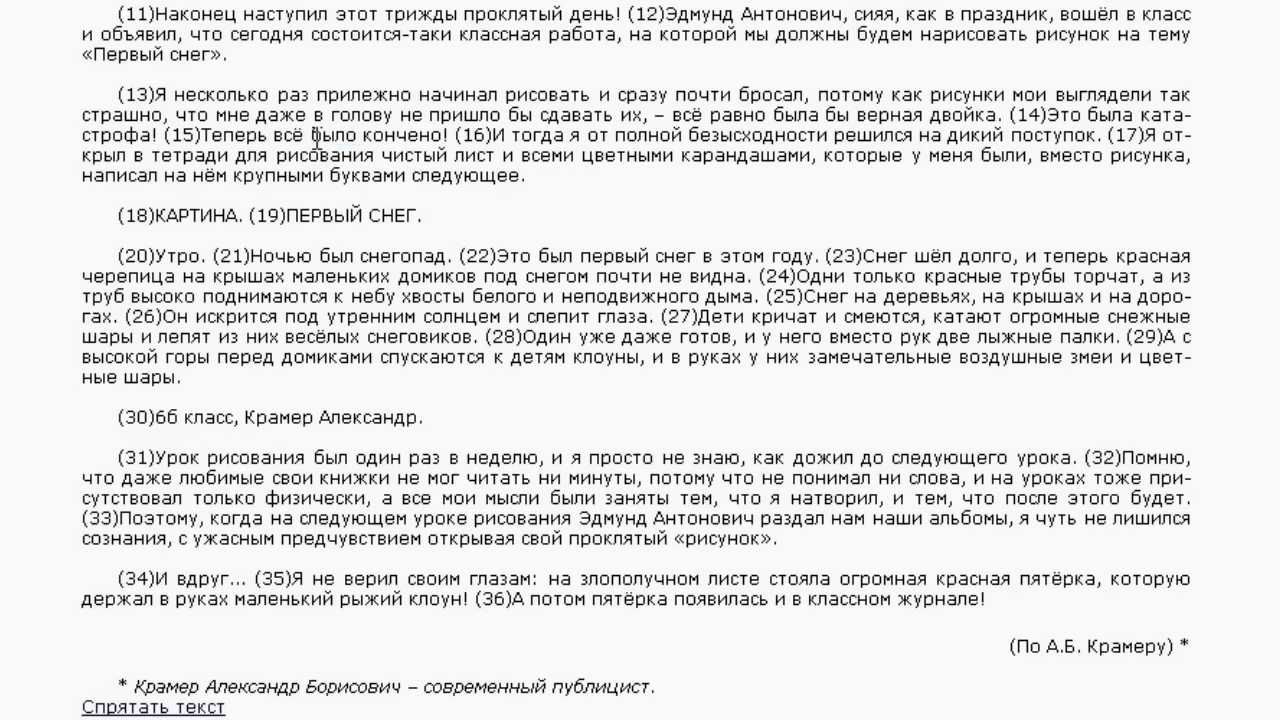 (11)Наконец наступил этот трижды проклятый день! (12)Эдмунд Антонович, сияя, как в праздник, вошёл в класс
и объявил, что сегодня состоится-таки классная работа, на которой мы должны будем нарисовать рисунок на тему
«Первый снег».
(13)Я несколько раз прилежно начинал рисовать и сразу почти бросал, потому как рисунки мои выглядели так
страшно, что мне даже в голову не пришло бы сдавать их, – всё равно была бы верная двойка. (14)Это была ката-
строфа! (15)Теперь всё было кончено! (16)И тогда я от полной безысходности решился на дикий поступок. (17)Я от-
крыл в тетради для рисования чистый лист и всеми цветными карандашами, которые у меня были, вместо рисунка,
написал на нём крупными буквами следующее.
(18)КАРТИНА. (19)ПЕРВЫЙ СНЕГ.
(20)Утро. (21)Ночью был снегопад. (22)Это был первый снег в этом году. (23)Снег шёл долго, и теперь красная
черепица на крышах маленьких домиков под снегом почти не видна. (24)Одни только красные трубы торчат, а из
труб высоко поднимаются к небу хвосты белого и неподвижного дыма. (25)Снег на деревьях, на крышах и на доро-
гах. (26)Он искрится под утренним солнцем и слепит глаза. (27)Дети кричат и смеются, катают огромные снежные
шары и лепят из них весёлых снеговиков. (28)Один уже даже готов, и у него вместо рук две лыжные палки. (29)А с
высокой горы перед домиками спускаются к детям клоуны, и в руках у них замечательные воздушные змеи и цвет-
ные шары.
(30)6б класс, Крамер Александр.
(31)Урок рисования был один раз в неделю, и я просто не знаю, как дожил до следующего урока. (32)Помню,
что даже любимые свои книжки не мог читать ни минуты, потому что не понимал ни слова, и на уроках тоже при-
сутствовал только физически, а все мои мысли были заняты тем, что я натворил, и тем, что после этого будет.
(33)Поэтому, когда на следующем уроке рисования Эдмунд Антонович раздал нам наши альбомы, я чуть не лишился
сознания, с ужасным предчувствием открывая свой проклятый «рисунок».
(34)И вдруг... (35)Я не верил своим глазам: на злополучном листе стояла огромная красная пятёрка, которую
держал в руках маленький рыжий клоун! (36)А потом пятёрка появилась и в классном журнале!
(По А.Б. Крамеру) *
* Крамер Александр Борисович – современный публицист.
Спрятать текст